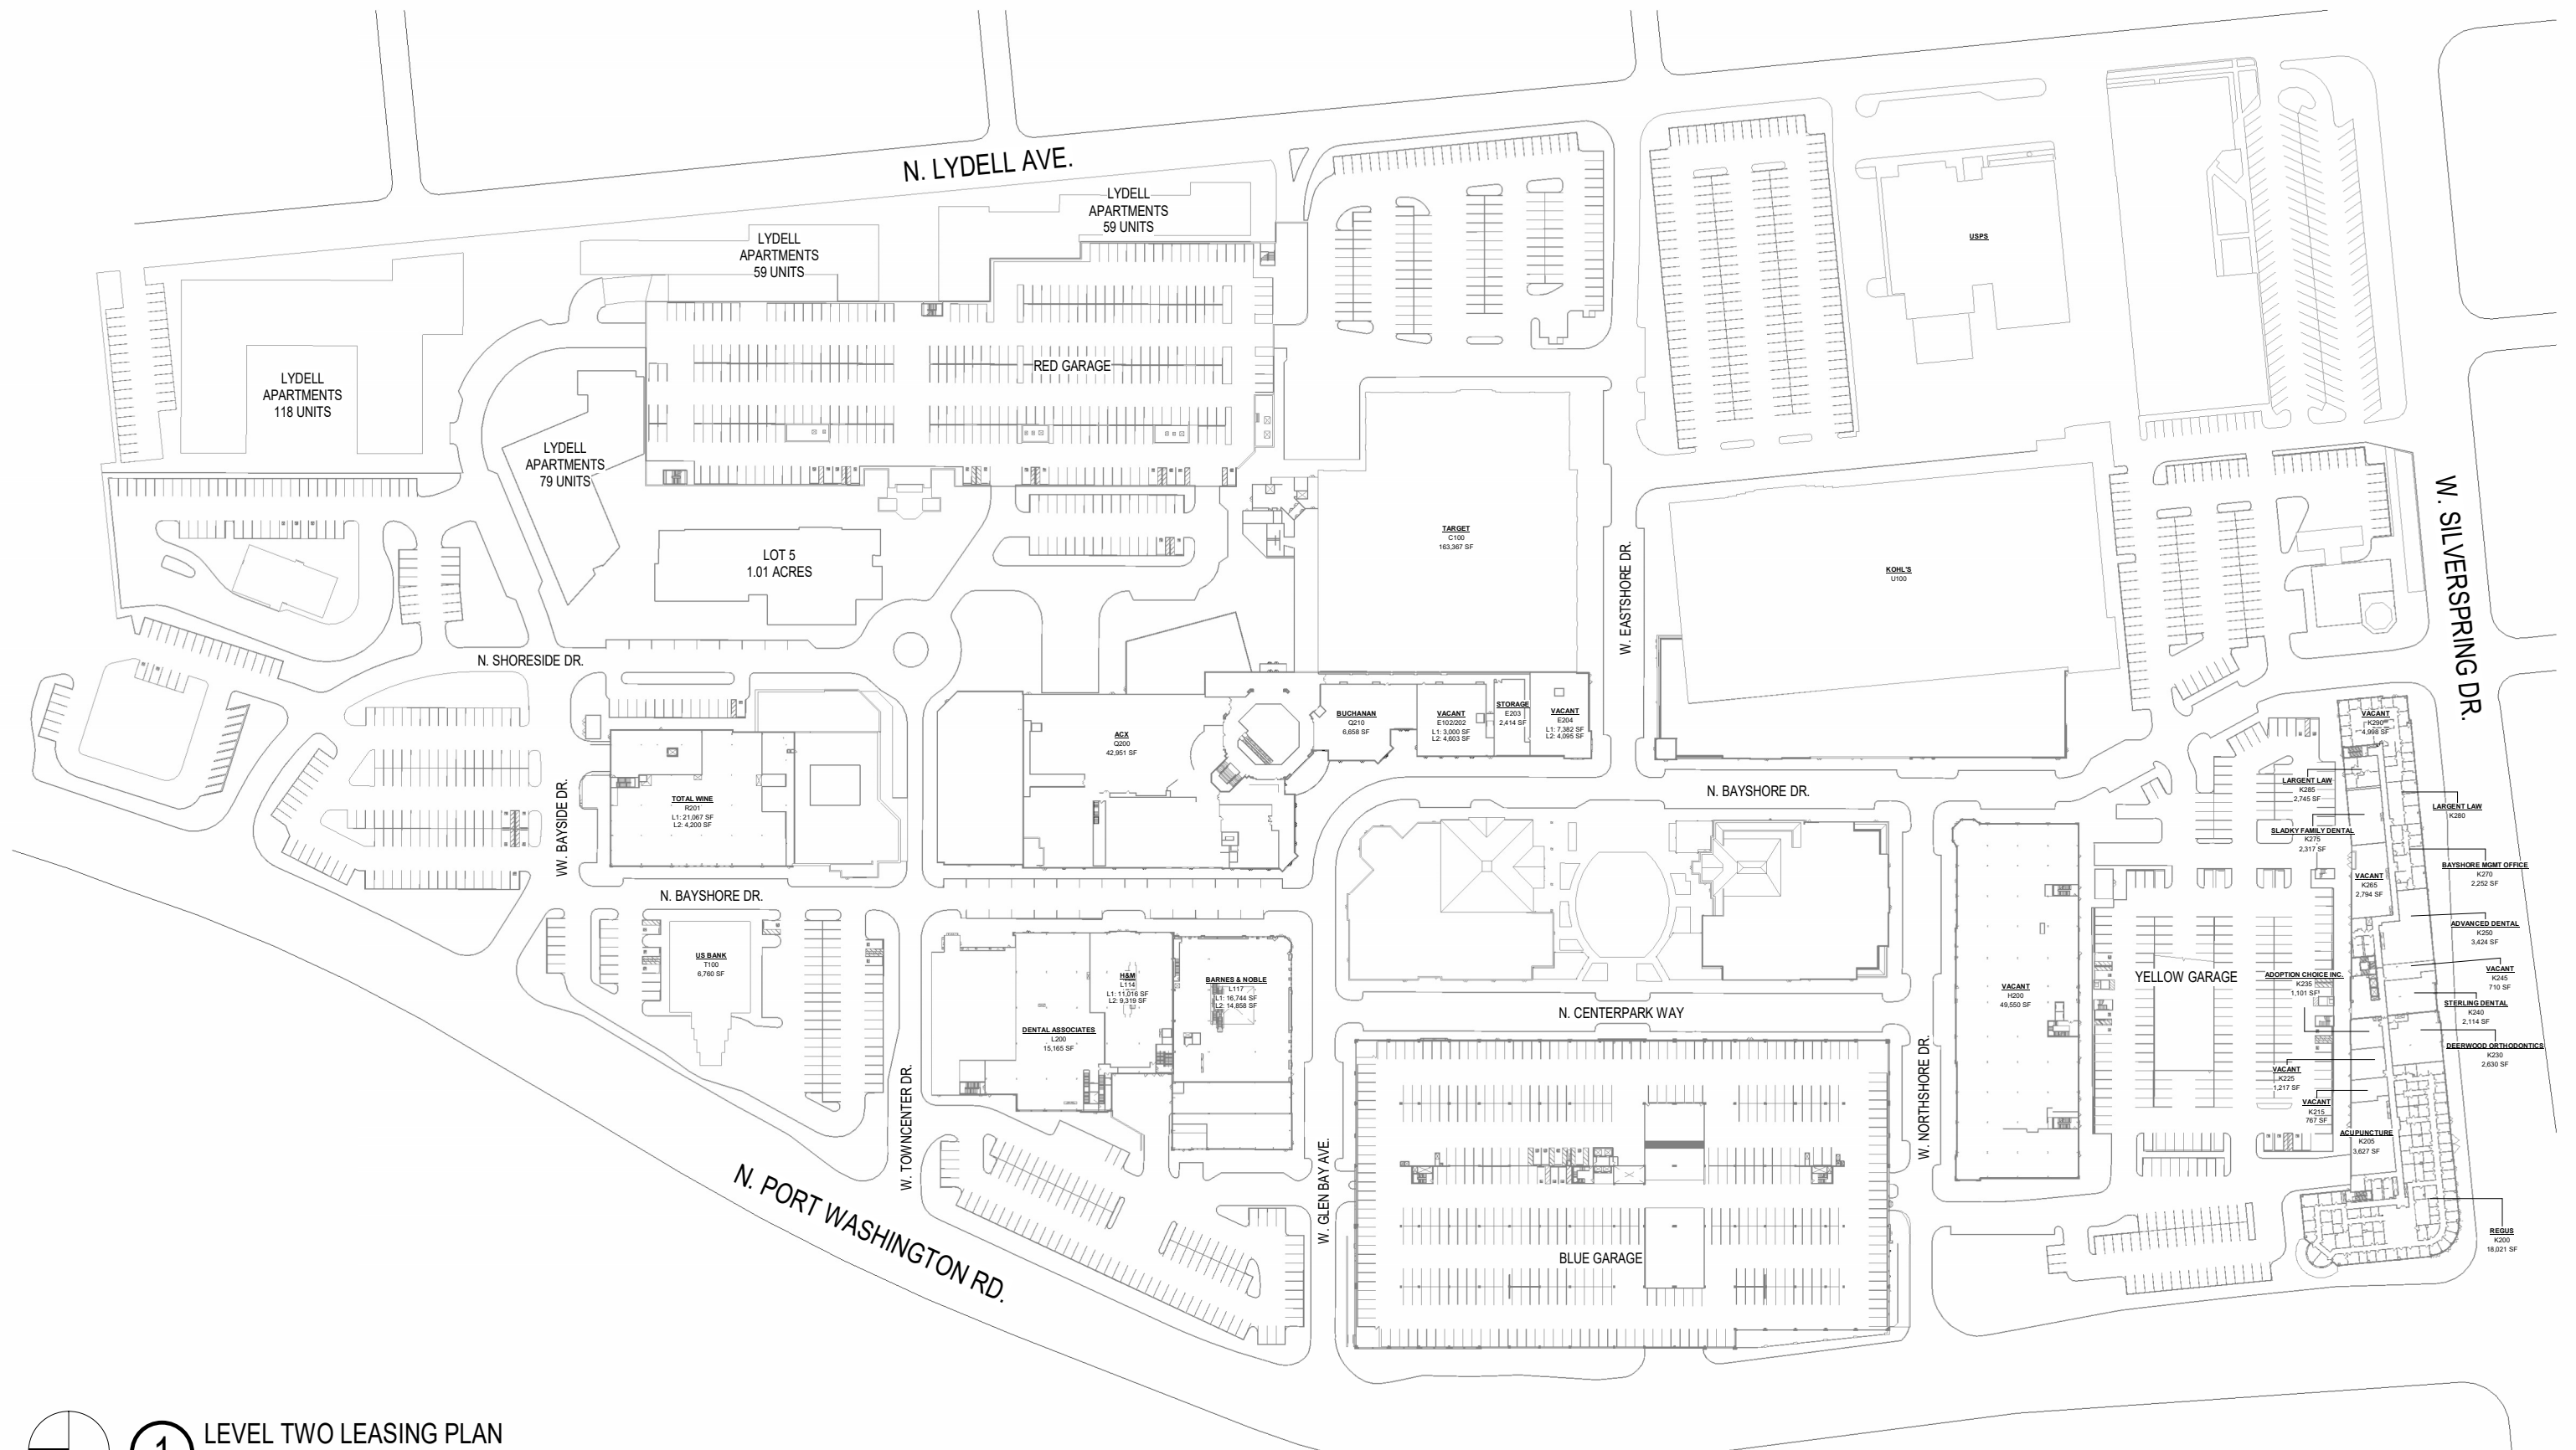 N. LYDELL AVE.
LYDELL
APARTMENTS
59 UNITS
LYDELL
APARTMENTS
59 UNITS
USPS
RED GARAGE
LYDELL
APARTMENTS
118 UNITS
LYDELL
APARTMENTS
79 UNITS
LOT 5
1.01 ACRES
TARGET
C100
163,367 SF
W. EASTSHORE DR.
KOHL'S
U100
W. SILVERSPRING DR.
N. SHORESIDE DR.
ACX
Q200
42,951 SF
BUCHANAN
Q210
6,658 SF
VACANT
E102/202
L1: 3,000 SF
L2: 4,603 SF
STORAGE
E203
2,414 SF
VACANT
E204
L1: 7,382 SF
L2: 4,095 SF
VACANT
K290
4,998 SF
WW. BAYSIDE DR.
TOTAL WINE
R201
L1: 21,067 SF
L2: 4,200 SF
N. BAYSHORE DR.
LARGENT LAW
K285
2,745 SF
LARGENT LAW
K280
SLADKY FAMILY DENTAL
K275
2,317 SF
BAYSHORE MGMT OFFICE
K270
2,252 SF
VACANT
K265
2,794 SF
N. BAYSHORE DR.
ADVANCED DENTAL
K250
3,424 SF
US BANK
T100
6,760 SF
H&M
L114
L1: 11,016 SF
L2: 9,319 SF
BARNES & NOBLE
L117
L1: 16,744 SF
L2: 14,858 SF
DENTAL ASSOCIATES
L200
15,165 SF
N. CENTERPARK WAY
VACANT
H200
49,550 SF
YELLOW GARAGE
ADOPTION CHOICE INC.
K235
1,101 SF
VACANT
K245
710 SF
STERLING DENTAL
K240
2,114 SF
DEERWOOD ORTHODONTICS
K230
2,630 SF
VACANT
K225
1,217 SF
VACANT
K215
767 SF
ACUPUNCTURE
K205
3,627 SF
REGUS
K200
18,021 SF
W. TOWNCENTER DR.
W. GLEN BAY AVE.
W. NORTHSHORE DR.
BLUE GARAGE
N. PORT WASHINGTON RD.
1
LEVEL TWO LEASING PLAN